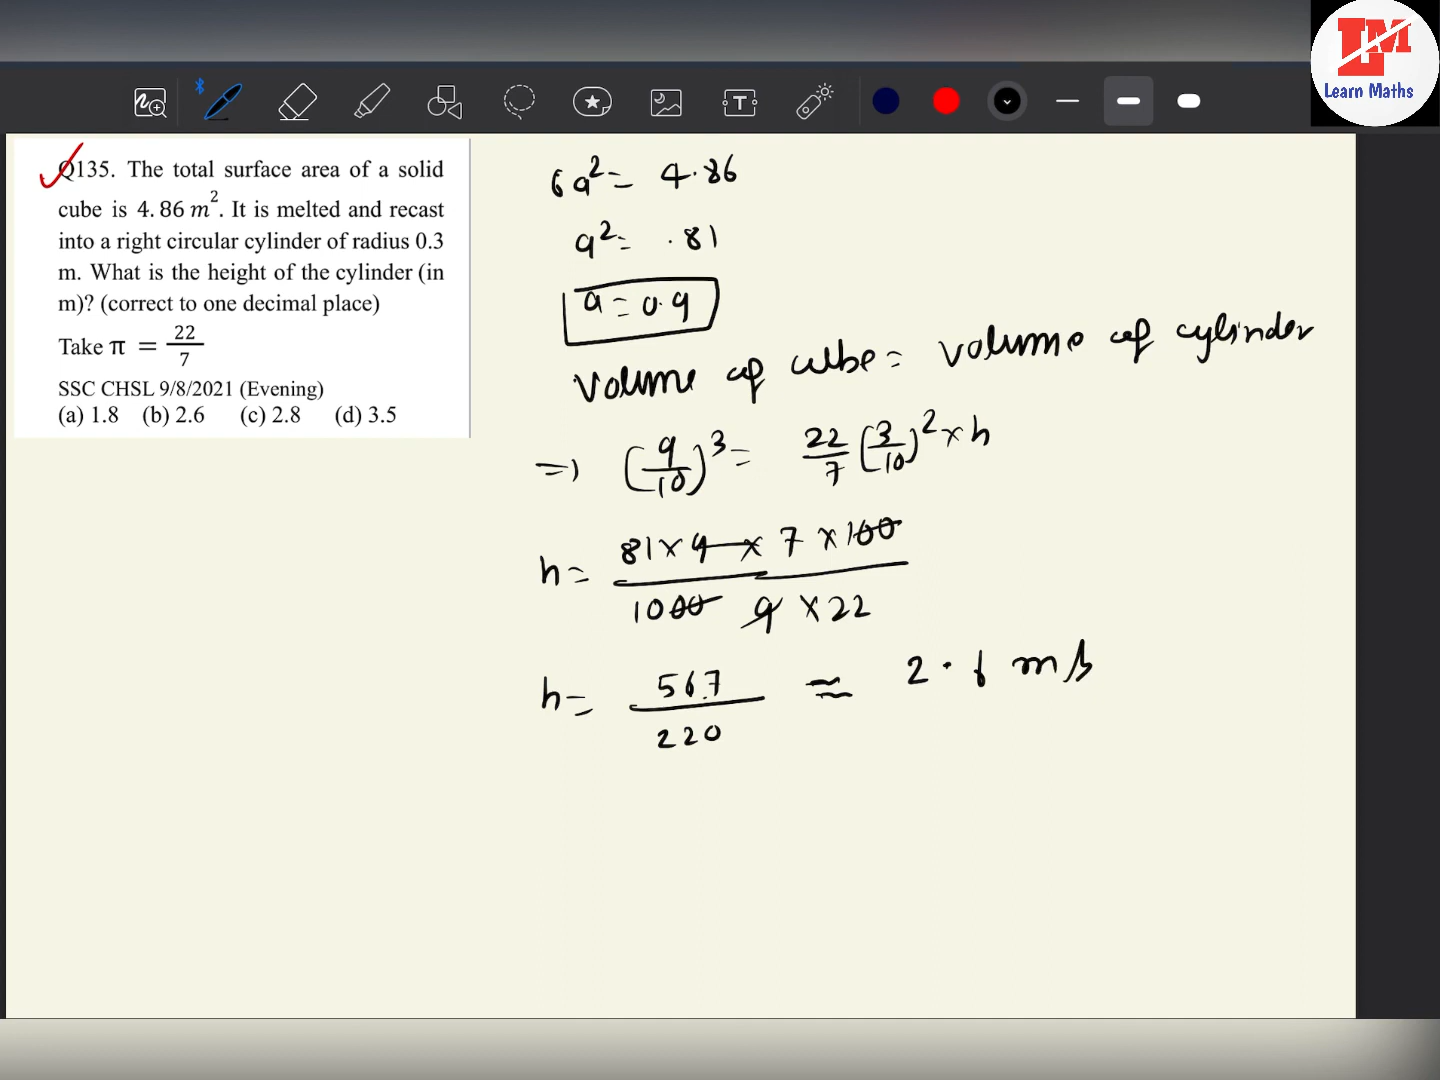 LM
Learn Maths
Q135. The total surface area of a solid
cube is 4.86 m². It is melted and recast
into a right circular cylinder of radius 0.3
m. What is the height of the cylinder (in
m)? (correct to one decimal place)
Take π = 22/7
SSC CHSL 9/8/2021 (Evening)
(a) 1.8 (b) 2.6 (c) 2.8 (d) 3.5
6a² = 4.86
a² = .81
a = 0.9
Volume of cube = volume of cylinder
=) (9/10)³ = 22/7 (3/10)² × h
h = 81 × 9 × 7 × 100 / 1000 9 × 22
h = 567/220 ≈ 2.6 m